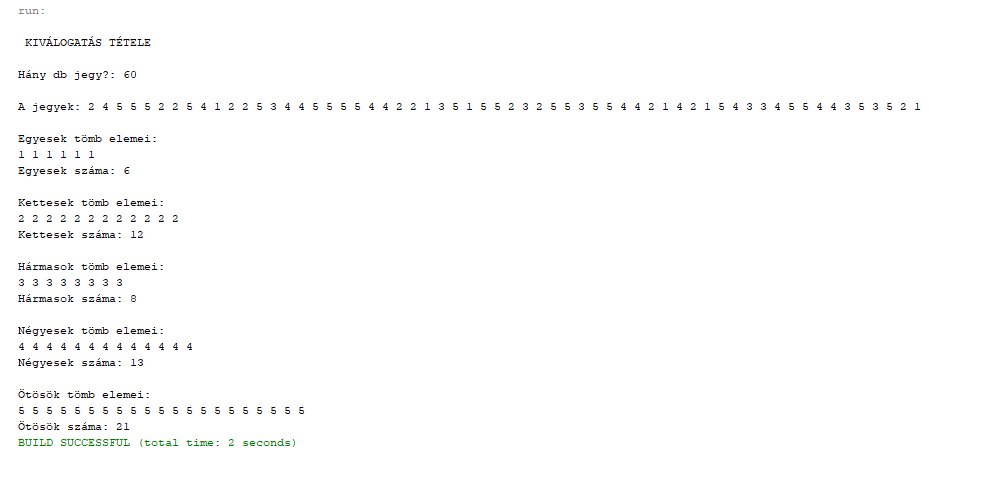 run:
KIVÁLOGATÁS TÉTELE
Hány db jegy?: 60
A jegyek: 2 4 5 5 5 2 2 5 4 1 2 2 5 3 4 4 5 5 5 5 4 4 2 2 1 3 5 1 5 5 2 3 2 5 5 3 5 5 4 4 2 1 4 2 1 5 4 3 3 4 5 5 4 4 3 5 3 5 2 1
Egyesek tömb elemei:
1 1 1 1 1 1
Egyesek száma: 6
Kettesek tömb elemei:
2 2 2 2 2 2 2 2 2 2 2 2
Kettesek száma: 12
Hármasok tömb elemei:
3 3 3 3 3 3 3 3
Hármasok száma: 8
Négyesek tömb elemei:
4 4 4 4 4 4 4 4 4 4 4 4 4
Négyesek száma: 13
Ötösök tömb elemei:
5 5 5 5 5 5 5 5 5 5 5 5 5 5 5 5 5 5 5 5 5
Ötösök száma: 21
BUILD SUCCESSFUL (total time: 2 seconds)